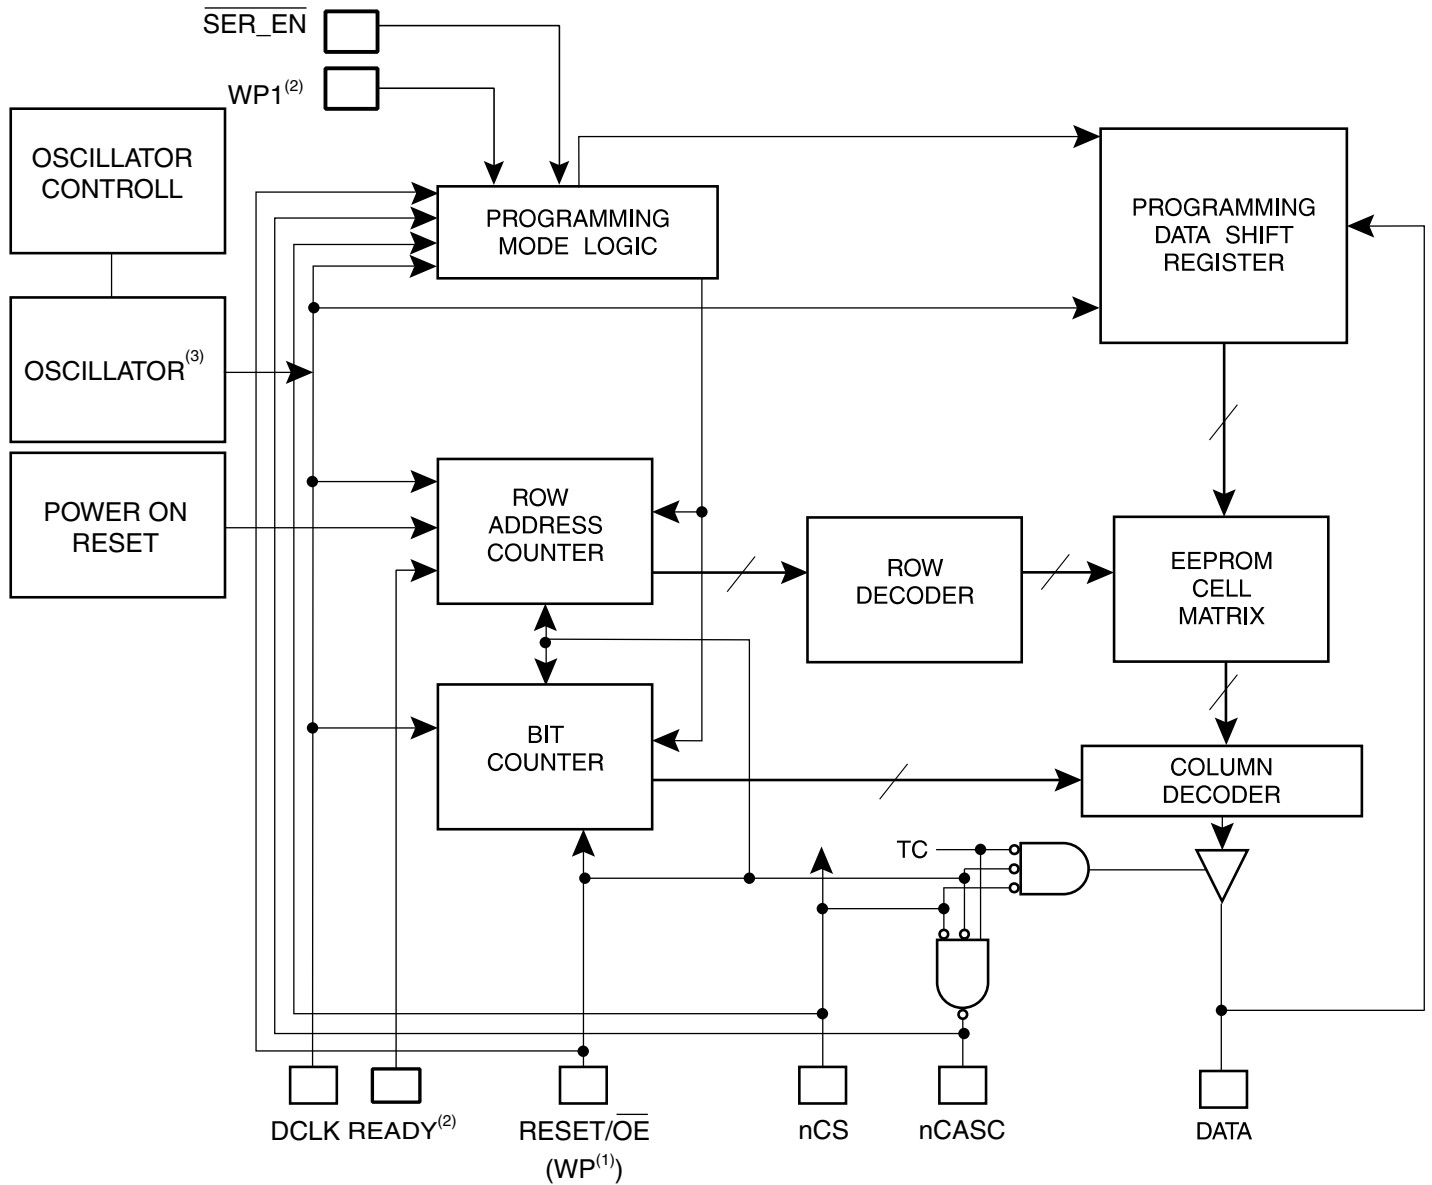 SER_EN
WP1(2)
OSCILLATOR
CONTROLL
PROGRAMMING
MODE LOGIC
PROGRAMMING
DATA SHIFT
REGISTER
OSCILLATOR(3)
POWER ON
RESET
ROW
ADDRESS
COUNTER
ROW
DECODER
EEPROM
CELL
MATRIX
BIT
COUNTER
COLUMN
DECODER
TC
DCLK
READY(2)
RESET/OE
(WP(1))
nCS
nCASC
DATA